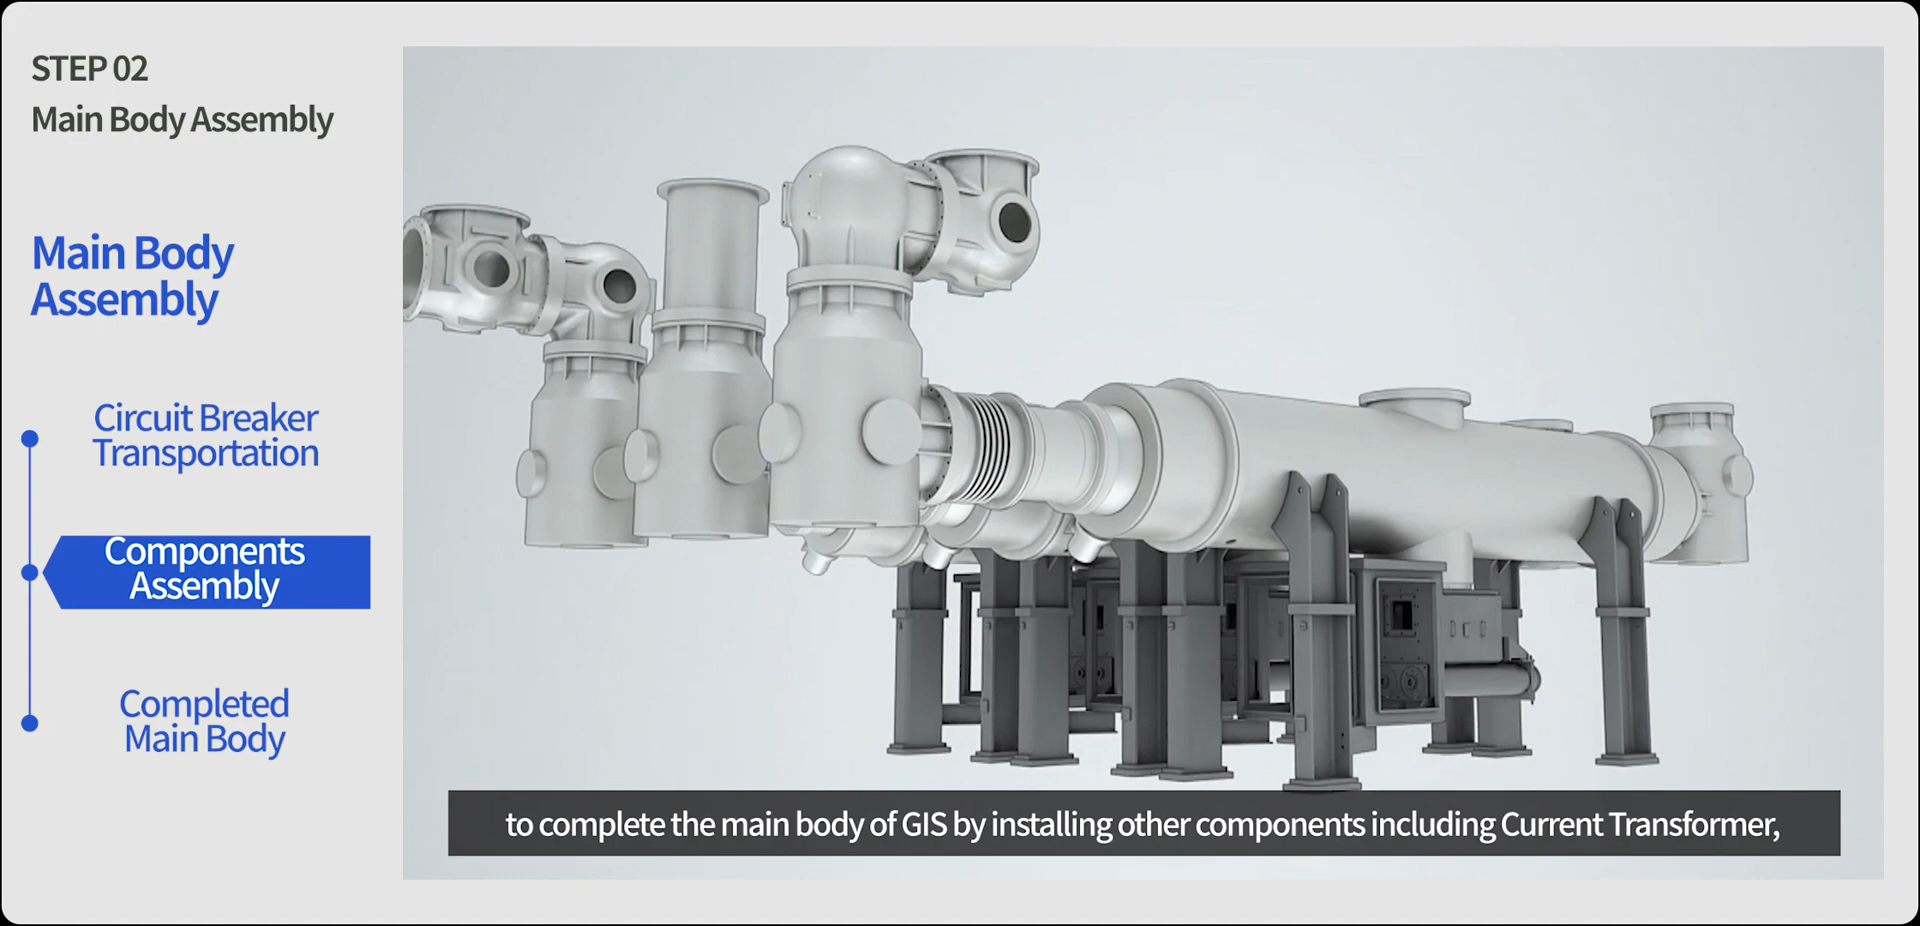 STEP 02
Main Body Assembly
Main Body
Assembly
Circuit Breaker
Transportation
Components
Assembly
Completed
Main Body
to complete the main body of GIS by installing other components including Current Transformer,